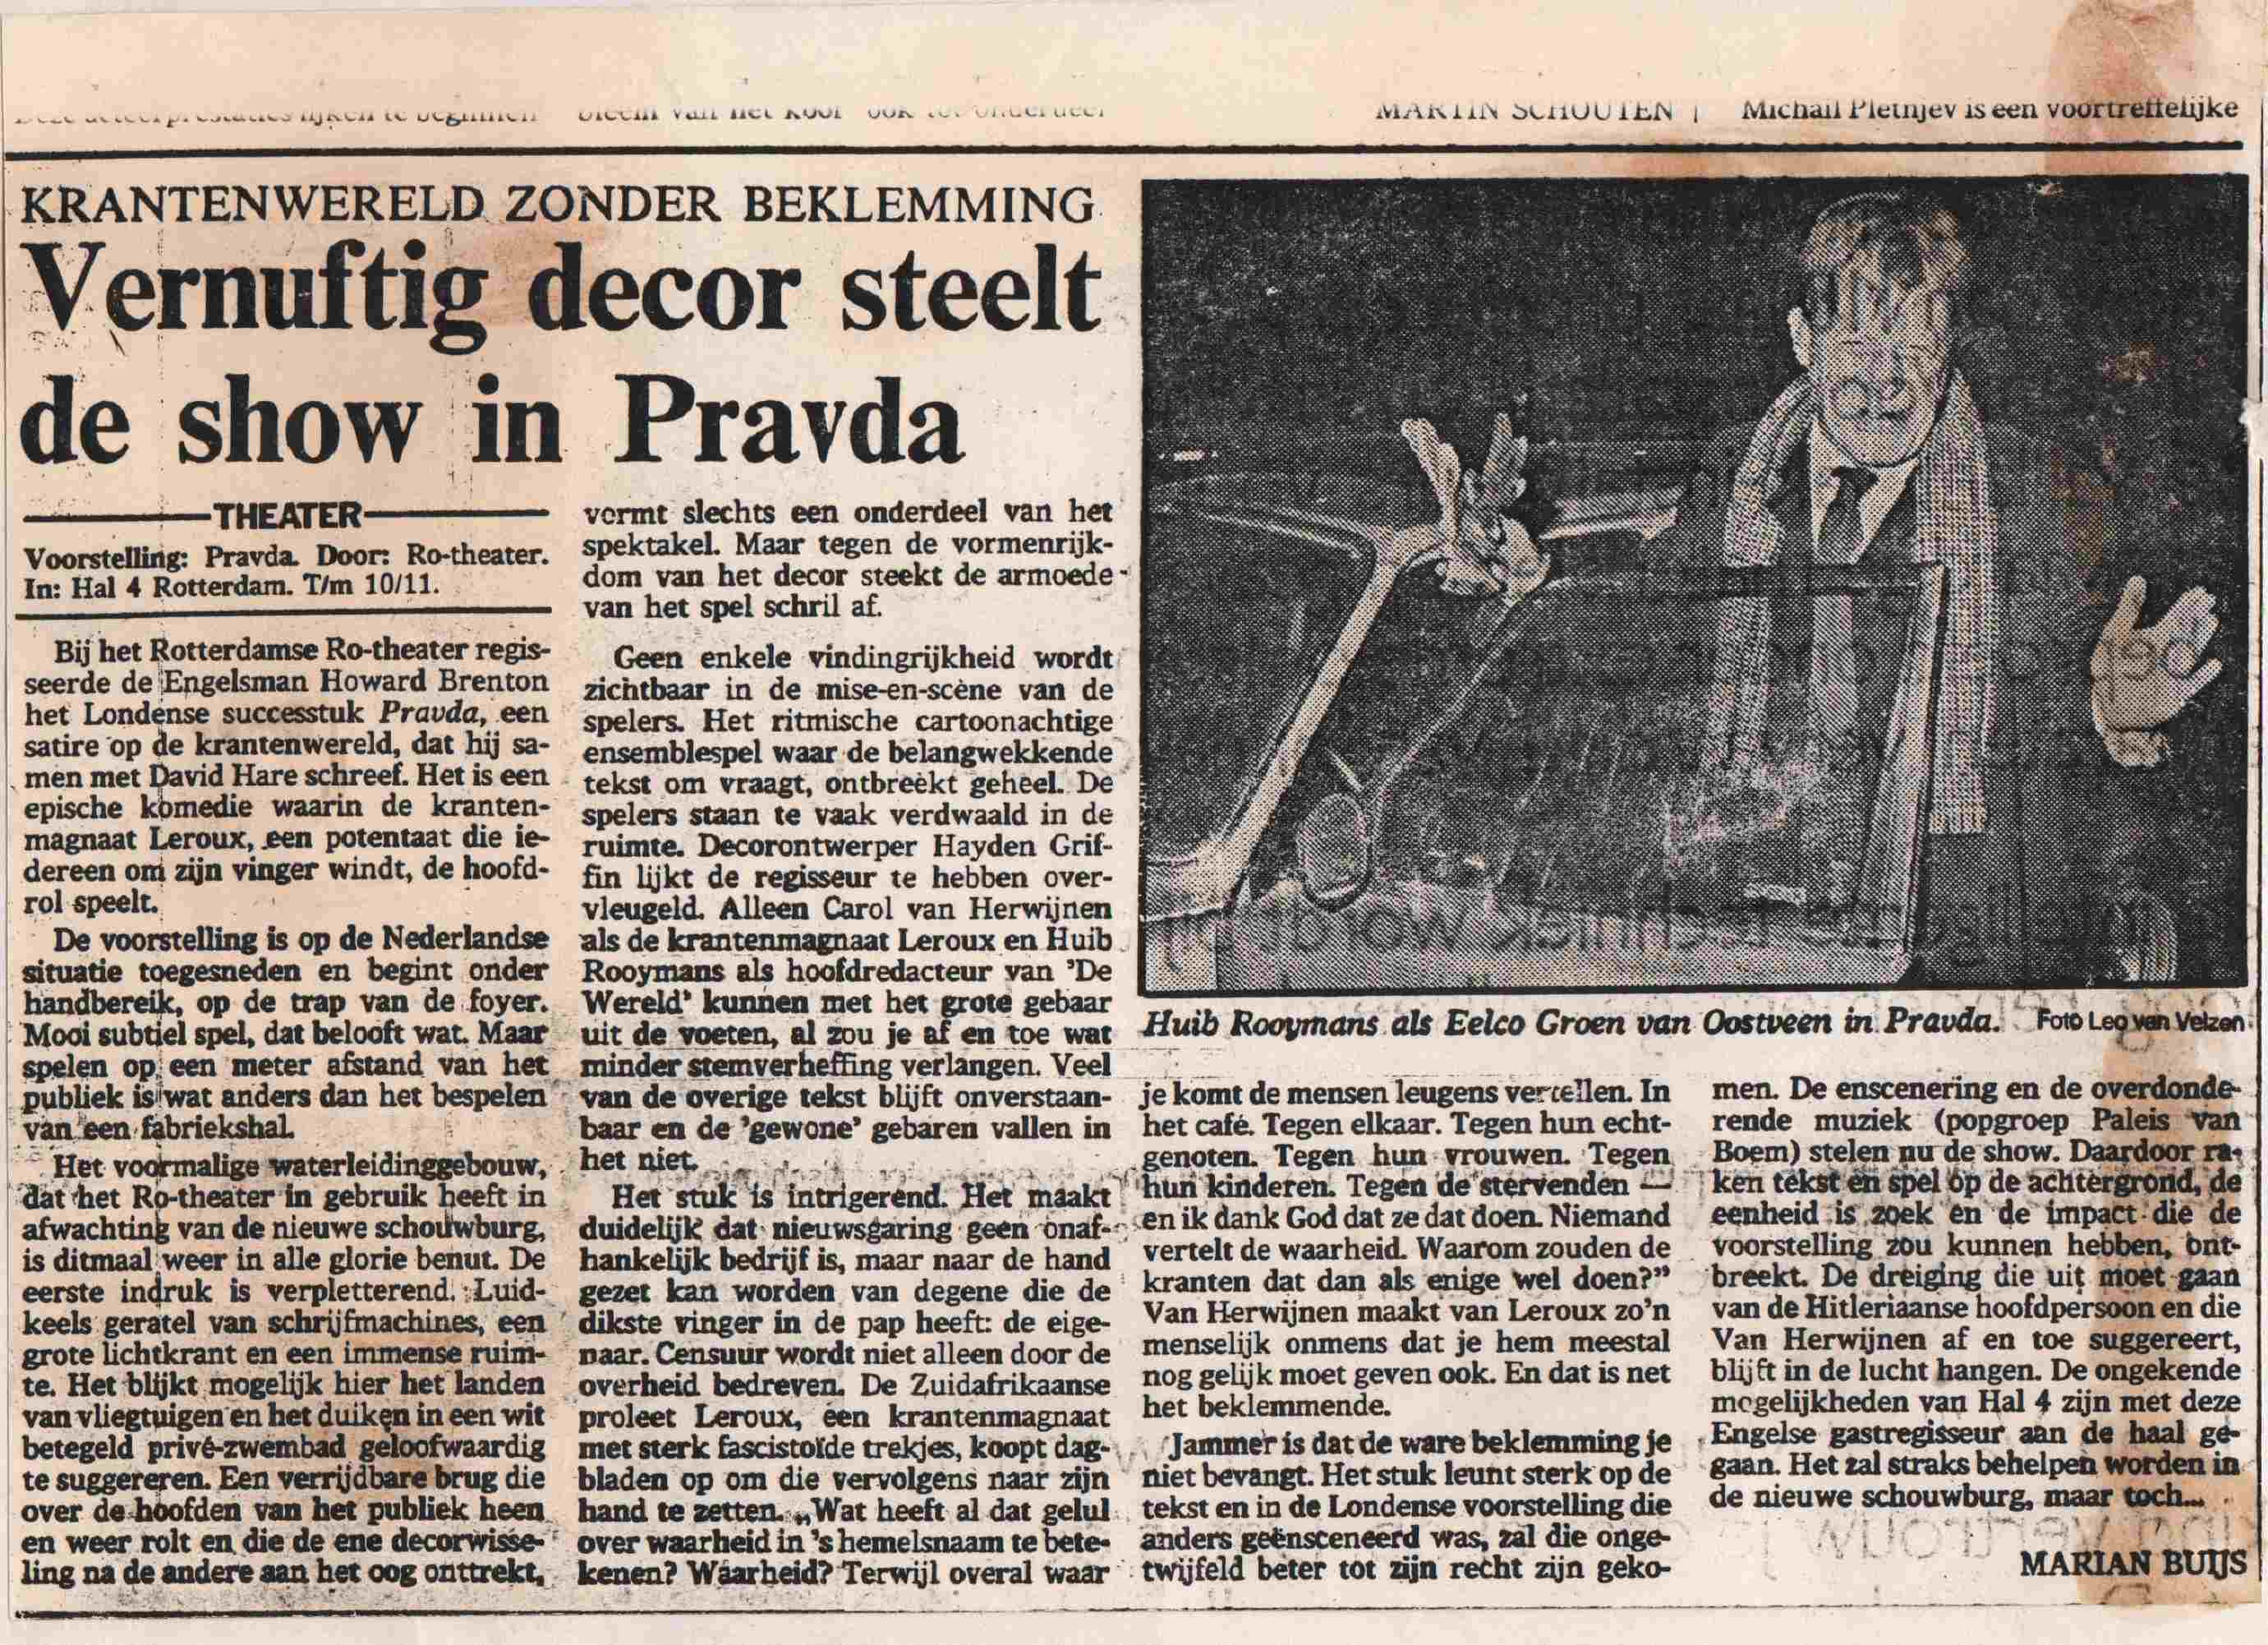 MARTIN SCHOUTEN
Michail Pletnjev is een voortreffelijke
KRANTENWERELD ZONDER BEKLEMMING
Vernuftig decor steelt
de show in Pravda
THEATER
Voorstelling: Pravda. Door: Ro-theater.
In: Hal 4 Rotterdam. T/m 10/11.
Bij het Rotterdamse Ro-theater regis-
seerde de Engelsman Howard Brenton
het Londense successtuk Pravda, een
satire op de krantenwereld, dat hij sa-
men met David Hare schreef. Het is een
epische komedie waarin de kranten-
magnaat Leroux, een potentaat die ie-
dereen om zijn vinger windt, de hoofd-
rol speelt.
De voorstelling is op de Nederlandse
situatie toegesneden en begint onder
handbereik, op de trap van de foyer.
Mooi subtiel spel, dat belooft wat. Maar
spelen op een meter afstand van het
publiek is wat anders dan het bespelen
van een fabriekshal.
Het voormalige waterleidinggebouw,
dat het Ro-theater in gebruik heeft in
afwachting van de nieuwe schouwburg,
is ditmaal weer in alle glorie benut. De
eerste indruk is verpletterend. Luid-
keels geratel van schrijfmachines, een
grote lichtkrant en een immense ruim-
te. Het blijkt mogelijk hier het landen
van vliegtuigen en het duiken in een wit
betegeld privé-zwembad geloofwaardig
te suggereren. Een verrijdbare brug die
over de hoofden van het publiek heen
en weer rolt en die de ene decorwisse-
ling na de andere aan het oog onttrekt,
vormt slechts een onderdeel van het
spektakel. Maar tegen de vormenrijk-
dom van het decor steekt de armoede
van het spel schril af.
Geen enkele vindingrijkheid wordt
zichtbaar in de mise-en-scène van de
spelers. Het ritmische cartoonachtige
ensemblespel waar de belangwekkende
tekst om vraagt, ontbreekt geheel. De
spelers staan te vaak verdwaald in de
ruimte. Decorontwerper Hayden Grif-
fin lijkt de regisseur te hebben over-
vleugeld. Alleen Carol van Herwijnen
als de krantenmagnaat Leroux en Huib
Rooymans als hoofdredacteur van 'De
Wereld' kunnen met het grote gebaar
uit de voeten, al zou je af en toe wat
minder stemverheffing verlangen. Veel
van de overige tekst blijft onverstaan-
baar en de 'gewone' gebaren vallen in
het niet.
Het stuk is intrigerend. Het maakt
duidelijk dat nieuwsgaring geen onaf-
hankelijk bedrijf is, maar naar de hand
gezet kan worden van degene die de
dikste vinger in de pap heeft: de eige-
naar. Censuur wordt niet alleen door de
overheid bedreven. De Zuidafrikaanse
proleet Leroux, een krantenmagnaat
met sterk fascistoïde trekjes, koopt dag-
bladen op om die vervolgens naar zijn
hand te zetten. „Wat heeft al dat gelul
over waarheid in 's hemelsnaam te bete-
kenen? Waarheid? Terwijl overal waar
Huib Rooymans als Eelco Groen van Oostveen in Pravda. Foto Leo van Velzen
je komt de mensen leugens vertellen. In
het café. Tegen elkaar. Tegen hun echt-
genoten. Tegen hun vrouwen. Tegen
hun kinderen. Tegen de stervenden —
en ik dank God dat ze dat doen. Niemand
vertelt de waarheid. Waarom zouden de
kranten dat dan als enige wel doen?”
Van Herwijnen maakt van Leroux zo'n
menselijk onmens dat je hem meestal
nog gelijk moet geven ook. En dat is net
het beklemmende.
Jammer is dat de ware beklemming je
niet bevangt. Het stuk leunt sterk op de
tekst en in de Londense voorstelling die
anders geënsceneerd was, zal die onge-
twijfeld beter tot zijn recht zijn geko-
men. De enscenering en de overdonde-
rende muziek (popgroep Paleis van
Boem) stelen nu de show. Daardoor ra-
ken tekst en spel op de achtergrond, de
eenheid is zoek en de impact die de
voorstelling zou kunnen hebben, ont-
breekt. De dreiging die uit moet gaan
van de Hitleriaanse hoofdpersoon en die
Van Herwijnen af en toe suggereert,
blijft in de lucht hangen. De ongekende
mogelijkheden van Hal 4 zijn met deze
Engelse gastregisseur aan de haal ge-
gaan. Het zal straks behelpen worden in
de nieuwe schouwburg, maar toch...
MARIAN BUIJS